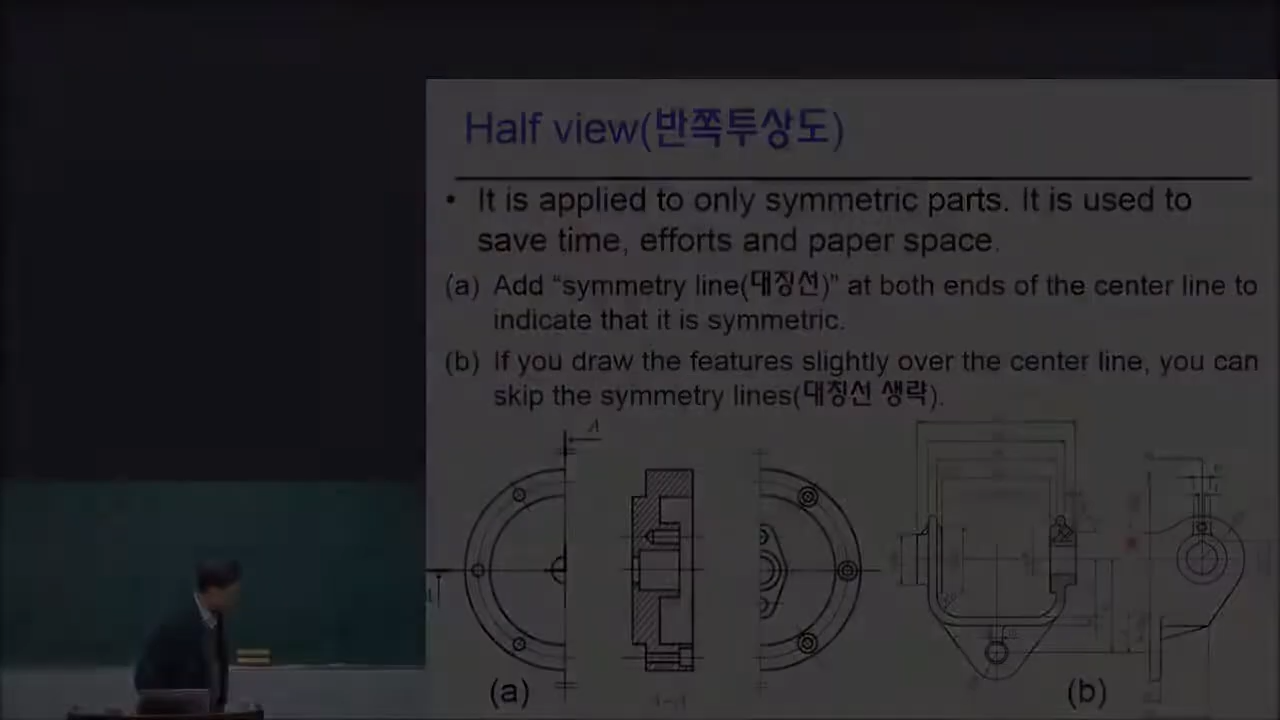 Half view(반쪽투상도)
• It is applied to only symmetric parts. It is used to
save time, efforts and paper space.
(a) Add “symmetry line(대칭선)” at both ends of the center line to
indicate that it is symmetric.
(b) If you draw the features slightly over the center line, you can
skip the symmetry lines(대칭선 생략).
A
(a)
A-A
(b)